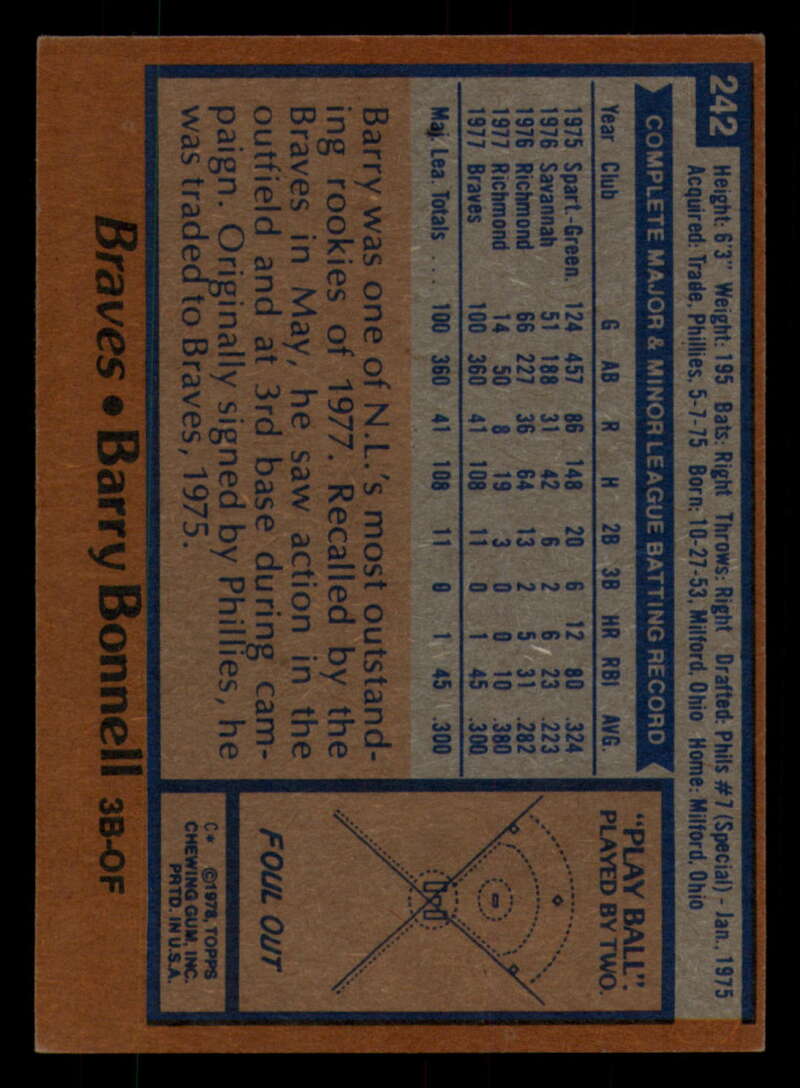 242
Height: 6'3" Weight: 195 Bats: Right Throws: Right Drafted: Phils #7 (Special) - Jan., 1975
Acquired: Trade, Phillies, 5-7-75 Born: 10-27-53, Milford, Ohio Home: Milford, Ohio
COMPLETE MAJOR & MINOR LEAGUE BATTING RECORD
Year Club G AB R H 2B 3B HR RBI AVG.
1975 Spart.-Green. 124 457 86 148 20 6 12 80 .324
1976 Savannah 51 188 31 42 6 2 6 23 .223
1976 Richmond 66 227 36 64 13 2 5 31 .282
1977 Richmond 14 50 8 19 3 0 0 10 .380
1977 Braves 100 360 41 108 11 0 1 45 .300
Maj. Lea. Totals ... 100 360 41 108 11 0 1 45 .300
Barry was one of N.L.'s most outstand-
ing rookies of 1977. Recalled by the
Braves in May, he saw action in the
outfield and at 3rd base during cam-
paign. Originally signed by Phillies, he
was traded to Braves, 1975.
"PLAY BALL":
PLAYED BY TWO.
FOUL OUT
C* ©1978, TOPPS
CHEWING GUM, INC.
PRTD. IN U.S.A.
Braves • Barry Bonnell 3B-OF